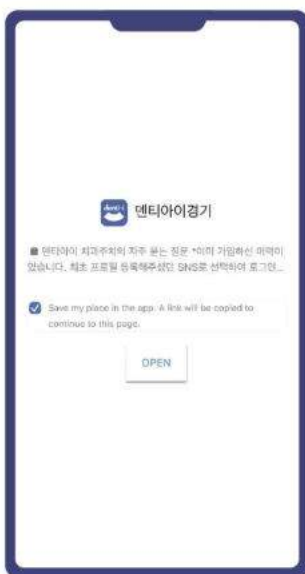 denti-i
덴티아이경기
덴티아이 치과주치의 자주 묻는 질문 *이미 가입하신 이력이
있습니다. 최초 프로필 등록해주셨던 SNS로 선택하여 로그인...
Save my place in the app. A link will be copied to
continue to this page.
OPEN